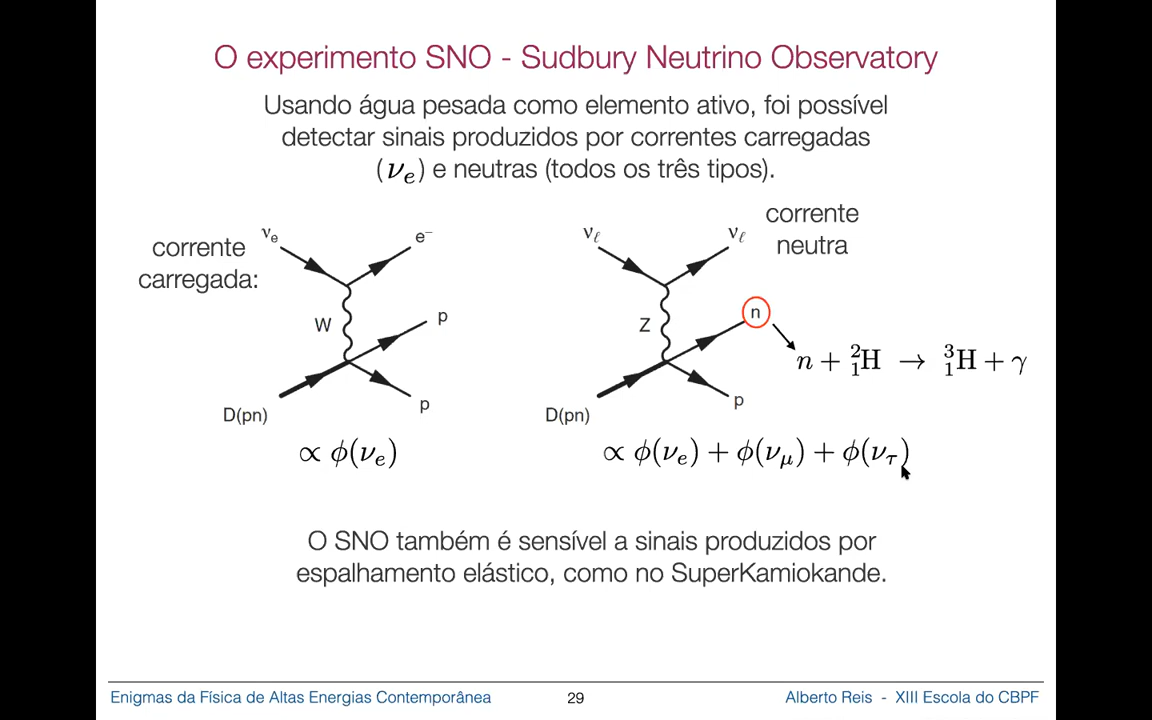 O experimento SNO - Sudbury Neutrino Observatory
Usando água pesada como elemento ativo, foi possível
detectar sinais produzidos por correntes carregadas
(νₑ) e neutras (todos os três tipos).
corrente
carregada:
νe
e⁻
W
p
D(pn)
p
∝ ϕ(νₑ)
corrente
neutra
νℓ
νℓ
Z
n
n + ²₁H → ³₁H + γ
D(pn)
p
∝ ϕ(νₑ) + ϕ(νμ) + ϕ(ντ)
O SNO também é sensível a sinais produzidos por
espalhamento elástico, como no SuperKamiokande.
Enigmas da Física de Altas Energias Contemporânea
29
Alberto Reis - XIII Escola do CBPF